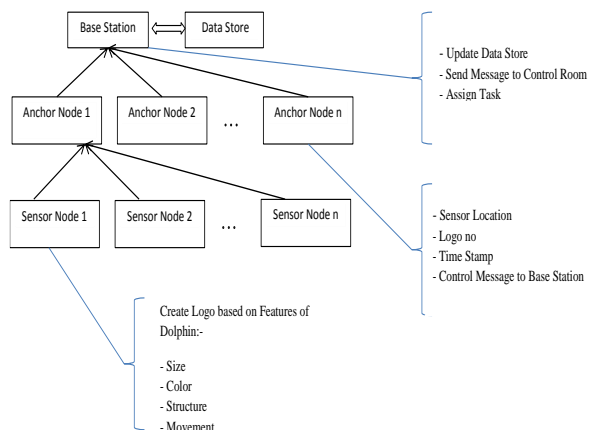 Base Station
Data Store
- Update Data Store
- Send Message to Control Room
- Assign Task
Anchor Node 1
Anchor Node 2
...
Anchor Node n
Sensor Node 1
Sensor Node 2
...
Sensor Node n
- Sensor Location
- Logo no
- Time Stamp
- Control Message to Base Station
Create Logo based on Features of
Dolphin:-
- Size
- Color
- Structure
- Movement